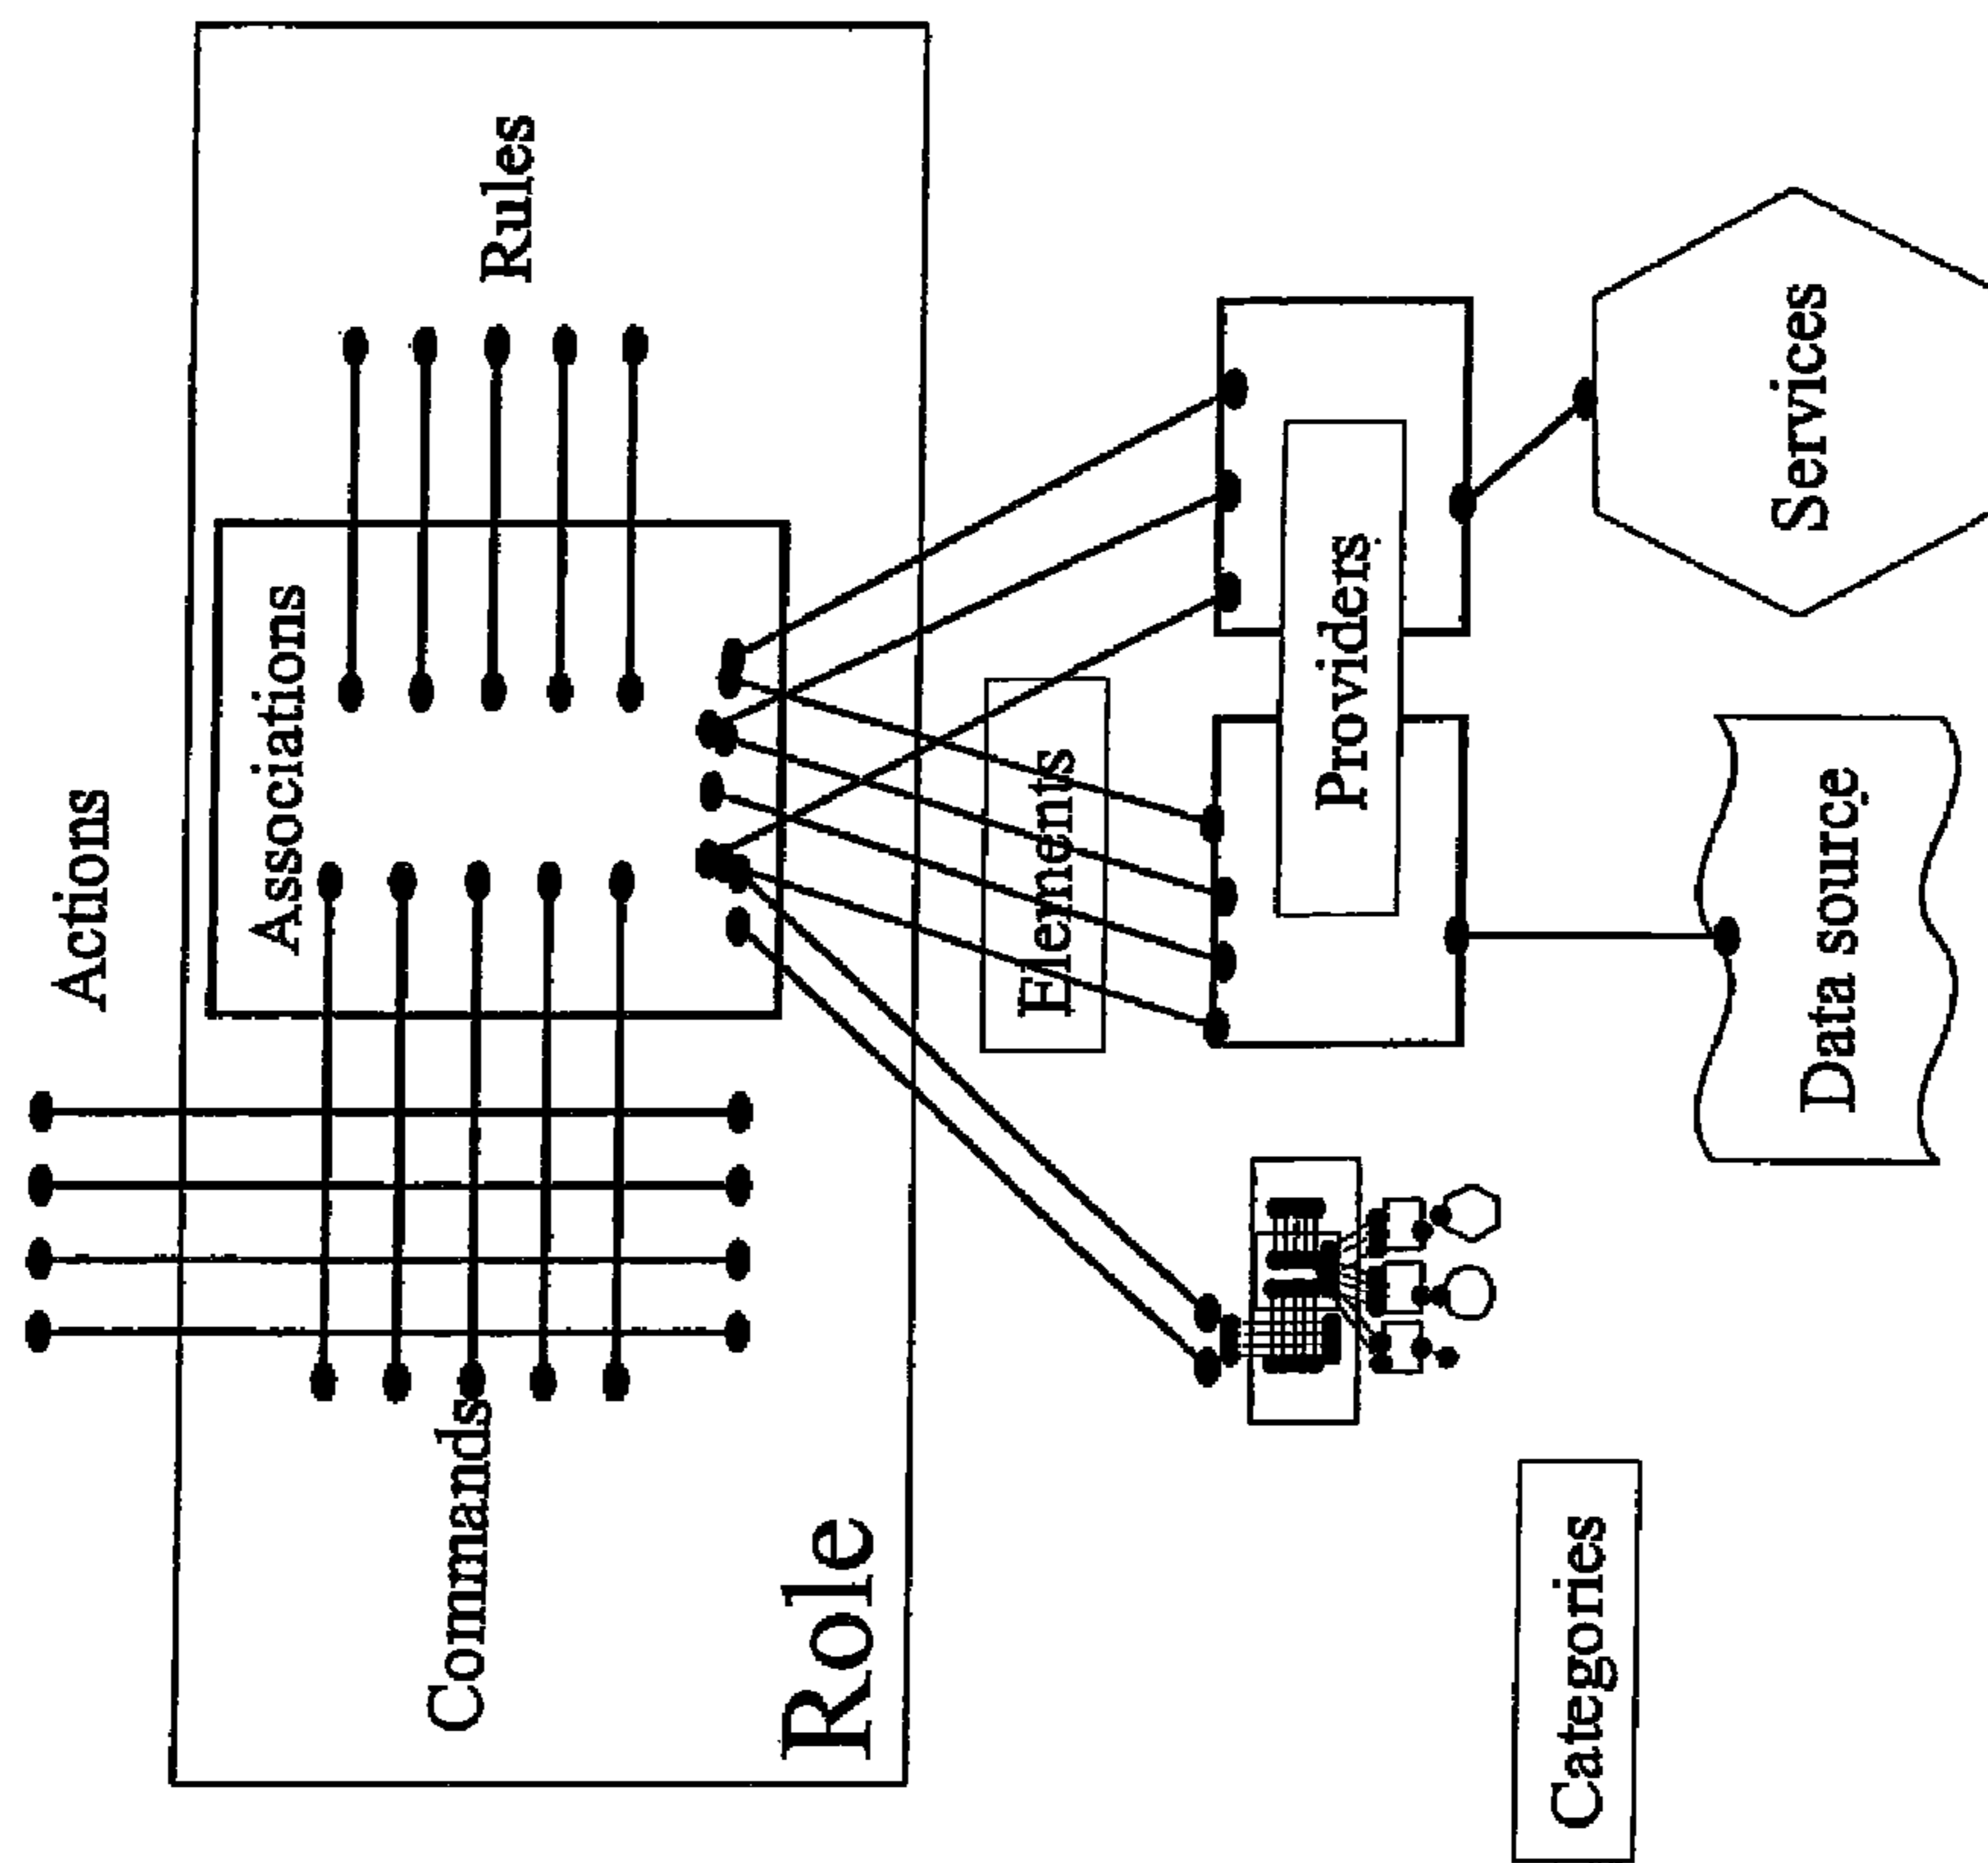 Actions
Associations
Rules
Commands
Role
Elements
Providers
Services
Data source
Categories